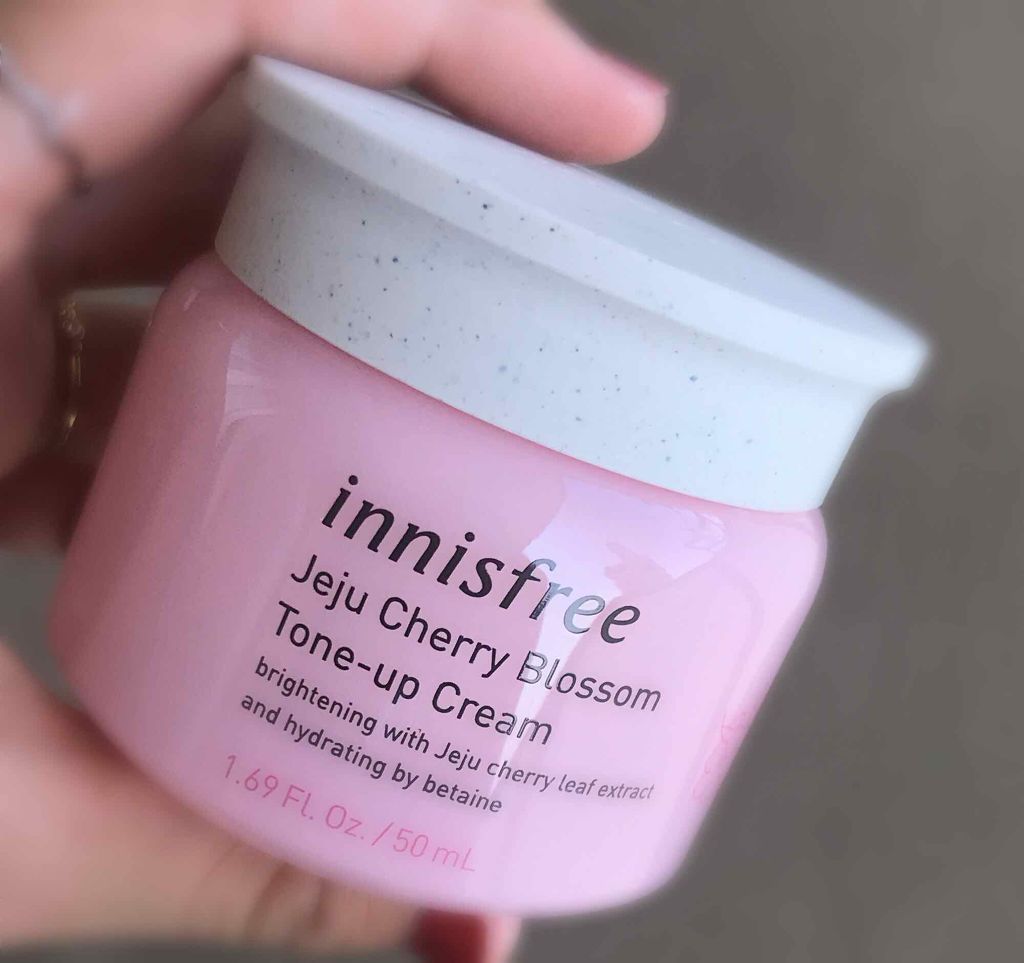 innisfree
Jeju Cherry Blossom
Tone-up Cream
brightening with Jeju cherry leaf extract
and hydrating by betaine
1.69 Fl. Oz. / 50 mL